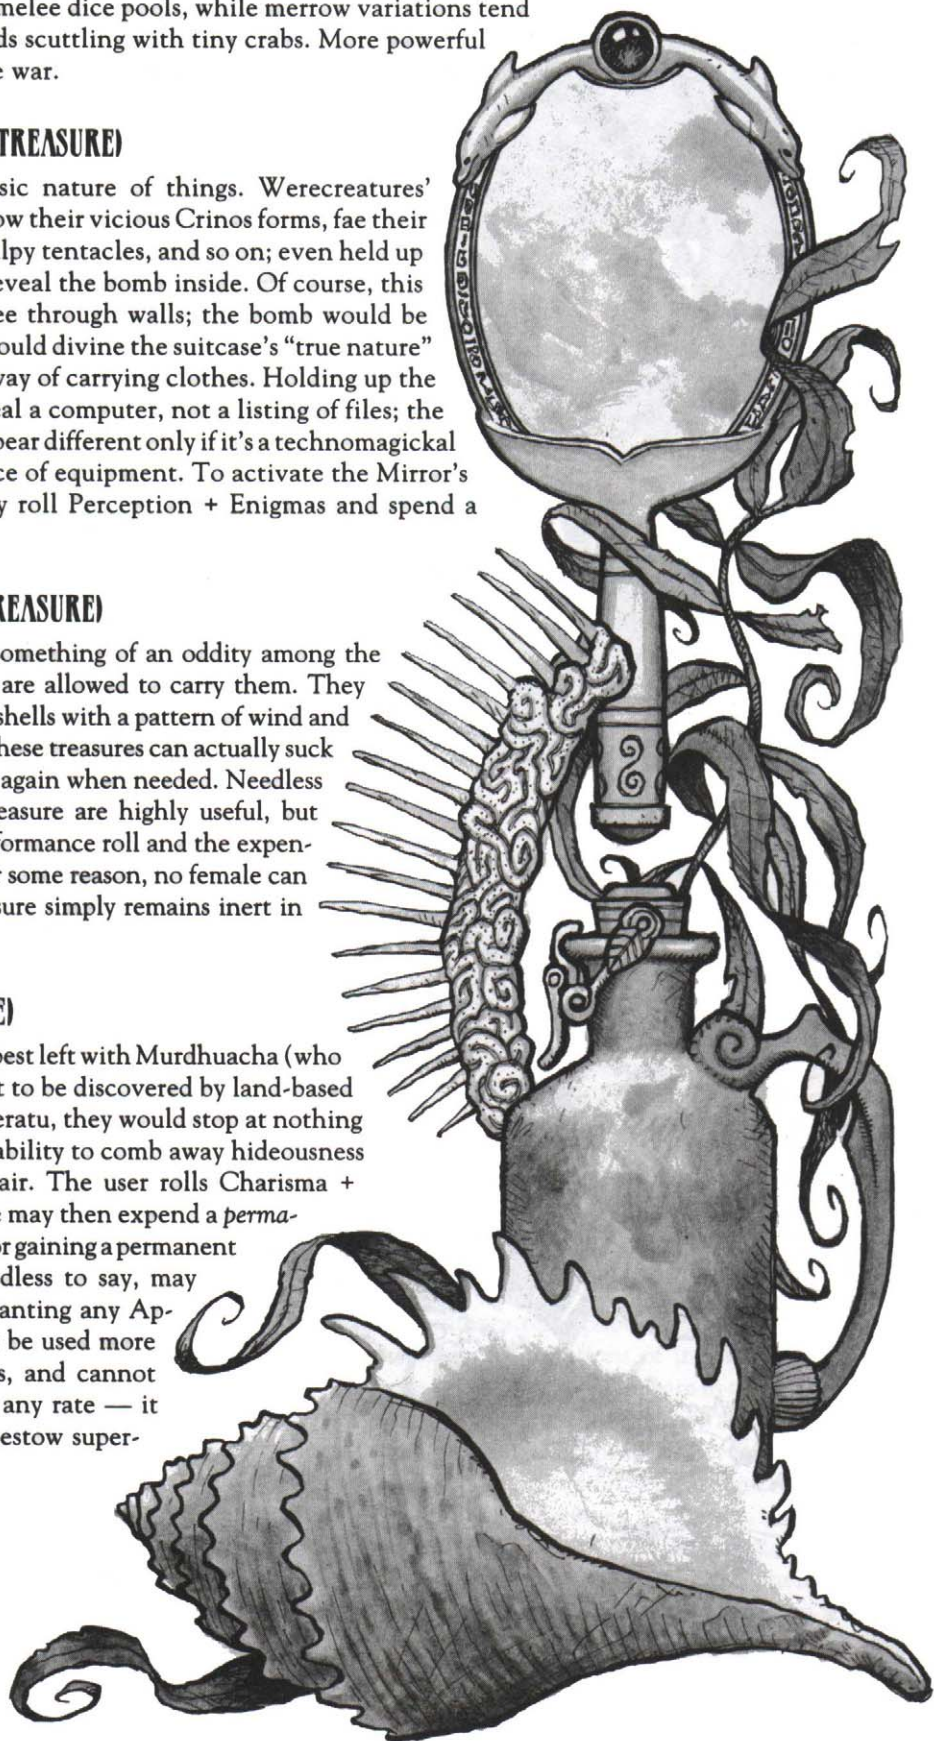 melee dice pools, while merrow variations tend
ds scuttling with tiny crabs. More powerful
e war.
TREASURE)
sic nature of things. Werecreatures'
ow their vicious Crinos forms, fae their
alpy tentacles, and so on; even held up
eveal the bomb inside. Of course, this
ee through walls; the bomb would be
ould divine the suitcase's "true nature"
vay of carrying clothes. Holding up the
eal a computer, not a listing of files; the
pear different only if it's a technomagickal
ce of equipment. To activate the Mirror's
y roll Perception + Enigmas and spend a
REASURE)
omething of an oddity among the
are allowed to carry them. They
shells with a pattern of wind and
hese treasures can actually suck
again when needed. Needless
easure are highly useful, but
formance roll and the expen-
r some reason, no female can
sure simply remains inert in
E)
best left with Murdhuacha (who
t to be discovered by land-based
eratu, they would stop at nothing
ability to comb away hideousness
air. The user rolls Charisma +
e may then expend a perma-
or gaining a permanent
dless to say, may
anting any Ap-
be used more
s, and cannot
any rate — it
estow super-